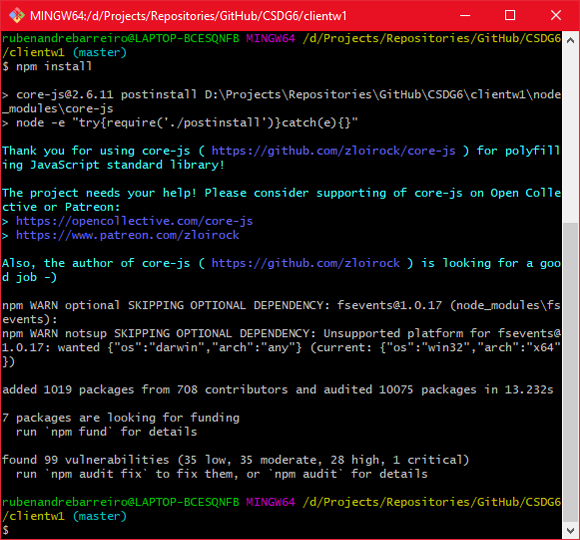 MINGW64:/d/Projects/Repositories/GitHub/CSDG6/clientw1
rubenandrebarreiro@LAPTOP-BCESQNFB MINGW64 /d/Projects/Repositories/GitHub/CSDG6
/clientw1 (master)
$ npm install
> core-js@2.6.11 postinstall D:\Projects\Repositories\GitHub\CSDG6\clientw1\node
_modules\core-js
> node -e "try{require('./postinstall')}catch(e){}"
Thank you for using core-js ( https://github.com/zloirock/core-js ) for polyfill
ing JavaScript standard library!
The project needs your help! Please consider supporting of core-js on Open Colle
ctive or Patreon:
> https://opencollective.com/core-js
> https://www.patreon.com/zloirock
Also, the author of core-js ( https://github.com/zloirock ) is looking for a goo
d job -)
npm WARN optional SKIPPING OPTIONAL DEPENDENCY: fsevents@1.0.17 (node_modules\fs
events):
npm WARN notsup SKIPPING OPTIONAL DEPENDENCY: Unsupported platform for fsevents@
1.0.17: wanted {"os":"darwin","arch":"any"} (current: {"os":"win32","arch":"x64"
})
added 1019 packages from 708 contributors and audited 10075 packages in 13.232s
7 packages are looking for funding
run `npm fund` for details
found 99 vulnerabilities (35 low, 35 moderate, 28 high, 1 critical)
run `npm audit fix` to fix them, or `npm audit` for details
rubenandrebarreiro@LAPTOP-BCESQNFB MINGW64 /d/Projects/Repositories/GitHub/CSDG6
/clientw1 (master)
$